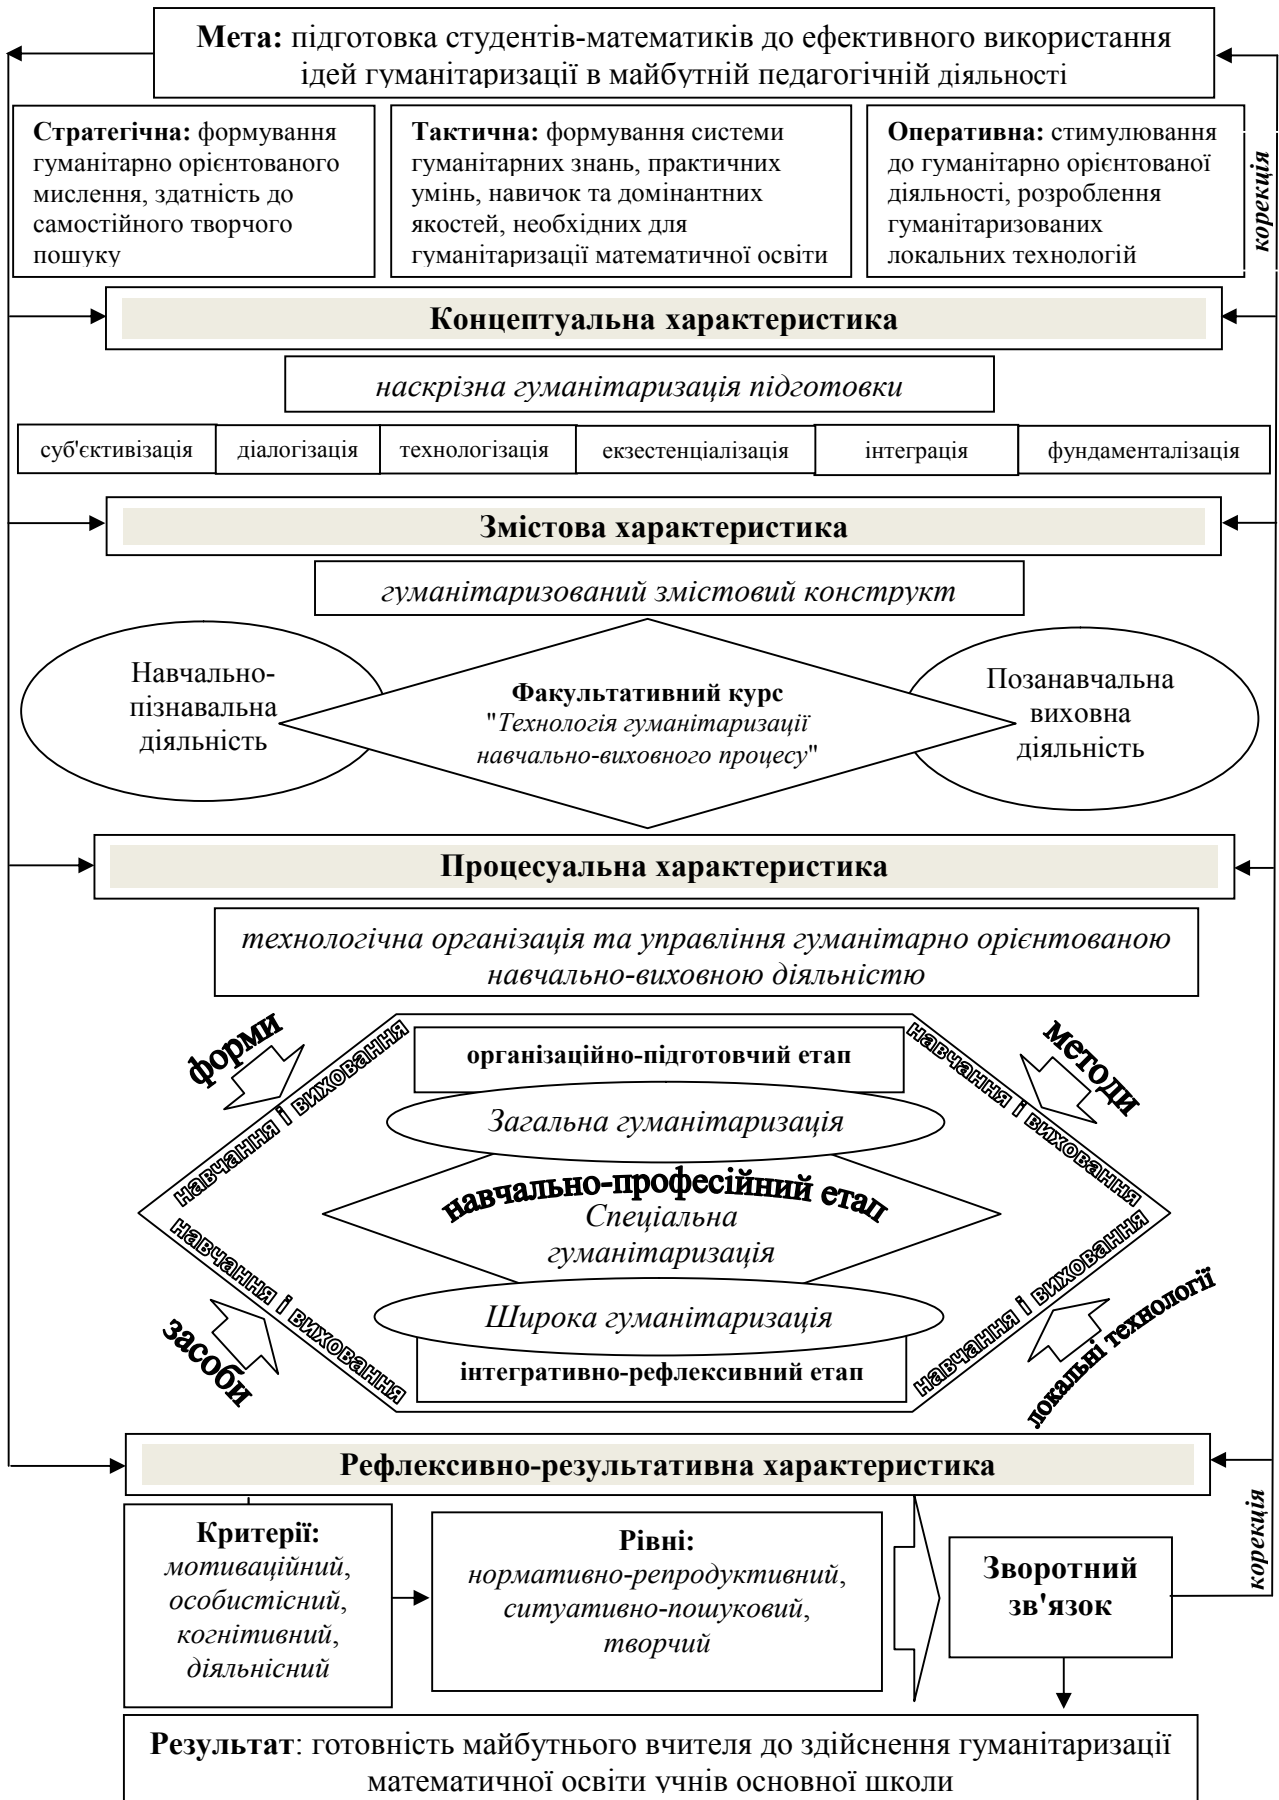 Мета: підготовка студентів-математиків до ефективного використання
ідей гуманітаризації в майбутній педагогічній діяльності
Стратегічна: формування
гуманітарно орієнтованого
мислення, здатність до
самостійного творчого
пошуку
Тактична: формування системи
гуманітарних знань, практичних
умінь, навичок та домінантних
якостей, необхідних для
гуманітаризації математичної освіти
Оперативна: стимулювання
до гуманітарно орієнтованої
діяльності, розроблення
гуманітаризованих
локальних технологій
корекція
Концептуальна характеристика
наскрізна гуманітаризація підготовки
суб'єктивізація
діалогізація
технологізація
екзестенціалізація
інтеграція
фундаменталізація
Змістова характеристика
гуманітаризований змістовий конструкт
Навчально-
пізнавальна
діяльність
Факультативний курс
"Технологія гуманітаризації
навчально-виховного процесу"
Позанавчальна
виховна
діяльність
Процесуальна характеристика
технологічна організація та управління гуманітарно орієнтованою
навчально-виховною діяльністю
форми
навчання і виховання
методи
навчання і виховання
організаційно-підготовчий етап
Загальна гуманітаризація
навчально-професійний етап
Спеціальна
гуманітаризація
Широка гуманітаризація
інтегративно-рефлексивний етап
засоби
навчання і виховання
локальні технології
навчання і виховання
Рефлексивно-результативна характеристика
Критерії:
мотиваційний,
особистісний,
когнітивний,
діяльнісний
Рівні:
нормативно-репродуктивний,
ситуативно-пошуковий,
творчий
Зворотний
зв'язок
корекція
Результат: готовність майбутнього вчителя до здійснення гуманітаризації
математичної освіти учнів основної школи